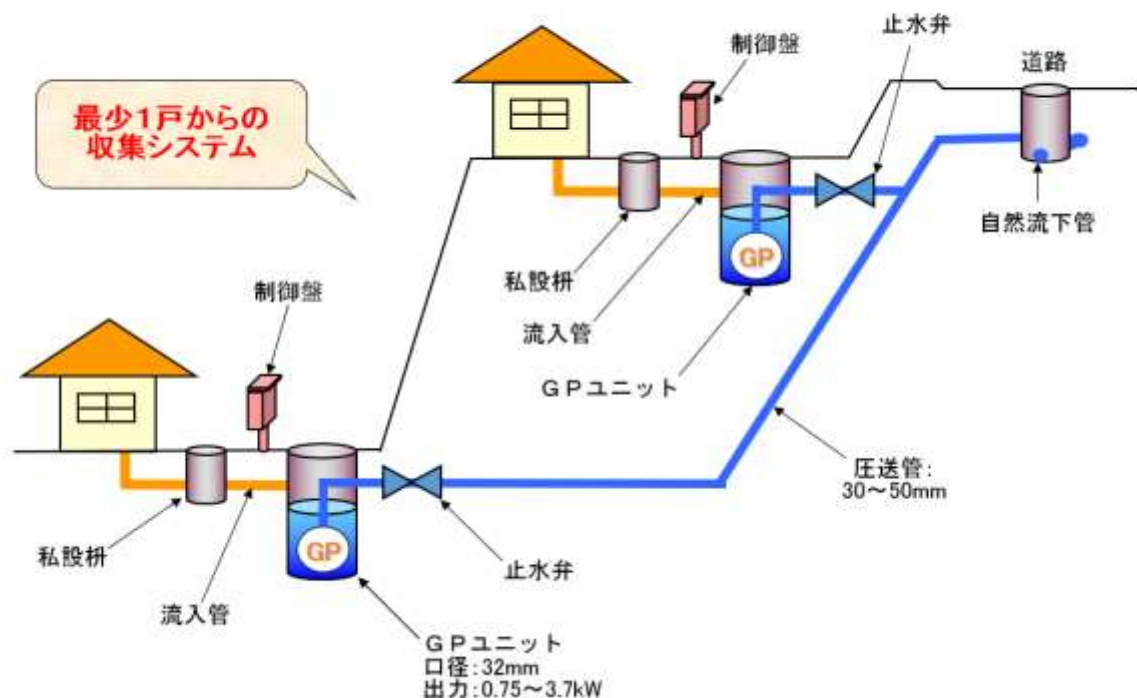 最少1戸からの
収集システム
制御盤
止水弁
道路
自然流下管
私設枡
流入管
GPユニット
GP
制御盤
圧送管:
30~50mm
私設枡
流入管
GP
止水弁
GPユニット
口径:32mm
出力:0.75~3.7kW